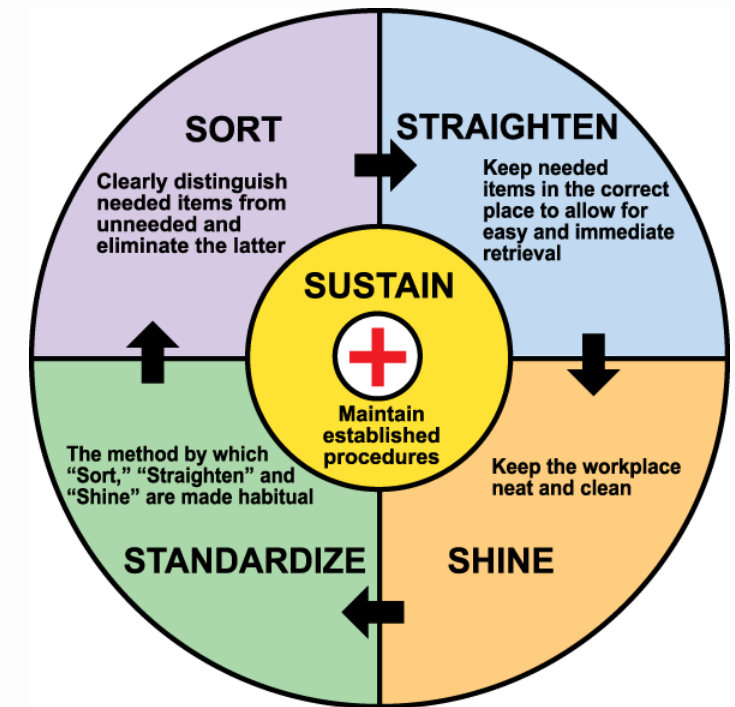 SORT
Clearly distinguish
needed items from
unneeded and
eliminate the latter
STRAIGHTEN
Keep needed
items in the correct
place to allow for
easy and immediate
retrieval
SUSTAIN
Maintain
established
procedures
The method by which
“Sort,” “Straighten” and
“Shine” are made habitual
STANDARDIZE
Keep the workplace
neat and clean
SHINE